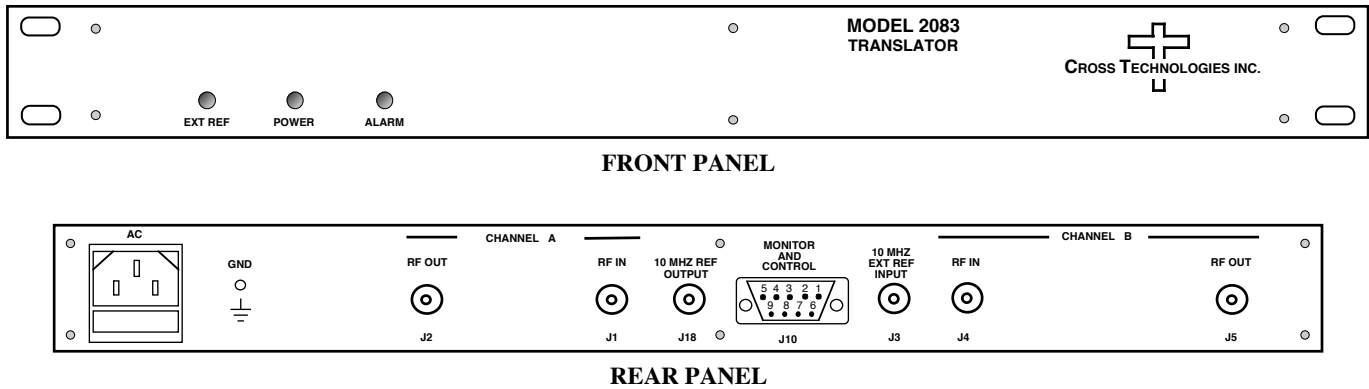 MODEL 2083
TRANSLATOR
CROSS TECHNOLOGIES INC.
EXT REF
POWER
ALARM
FRONT PANEL
AC
GND
CHANNEL A
RF OUT
J2
RF IN
J1
10 MHZ REF
OUTPUT
J18
MONITOR
AND
CONTROL
5 4 3 2 1
9 8 7 6
J10
10 MHZ
EXT REF
INPUT
J3
CHANNEL B
RF IN
J4
RF OUT
J5
REAR PANEL